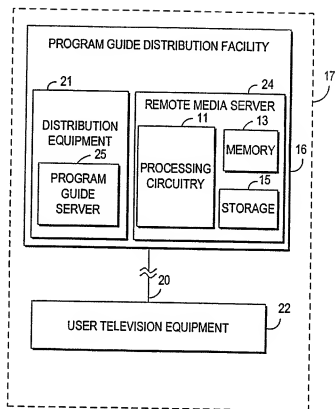 PROGRAM GUIDE DISTRIBUTION FACILITY
17
21
24
REMOTE MEDIA SERVER
16
DISTRIBUTION
EQUIPMENT
11
13
MEMORY
25
PROGRAM
GUIDE
SERVER
PROCESSING
CIRCUITRY
15
STORAGE
20
22
USER TELEVISION EQUIPMENT